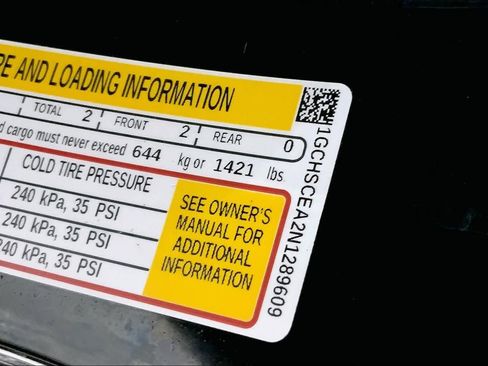 RE AND LOADING INFORMATION
TOTAL 2 FRONT 2 REAR 0
d cargo must never exceed 644 kg or 1421 lbs
COLD TIRE PRESSURE
240 kPa, 35 PSI
240 kPa, 35 PSI
240 kPa, 35 PSI
SEE OWNER'S
MANUAL FOR
ADDITIONAL
INFORMATION
1GCHSCEA2N1289609